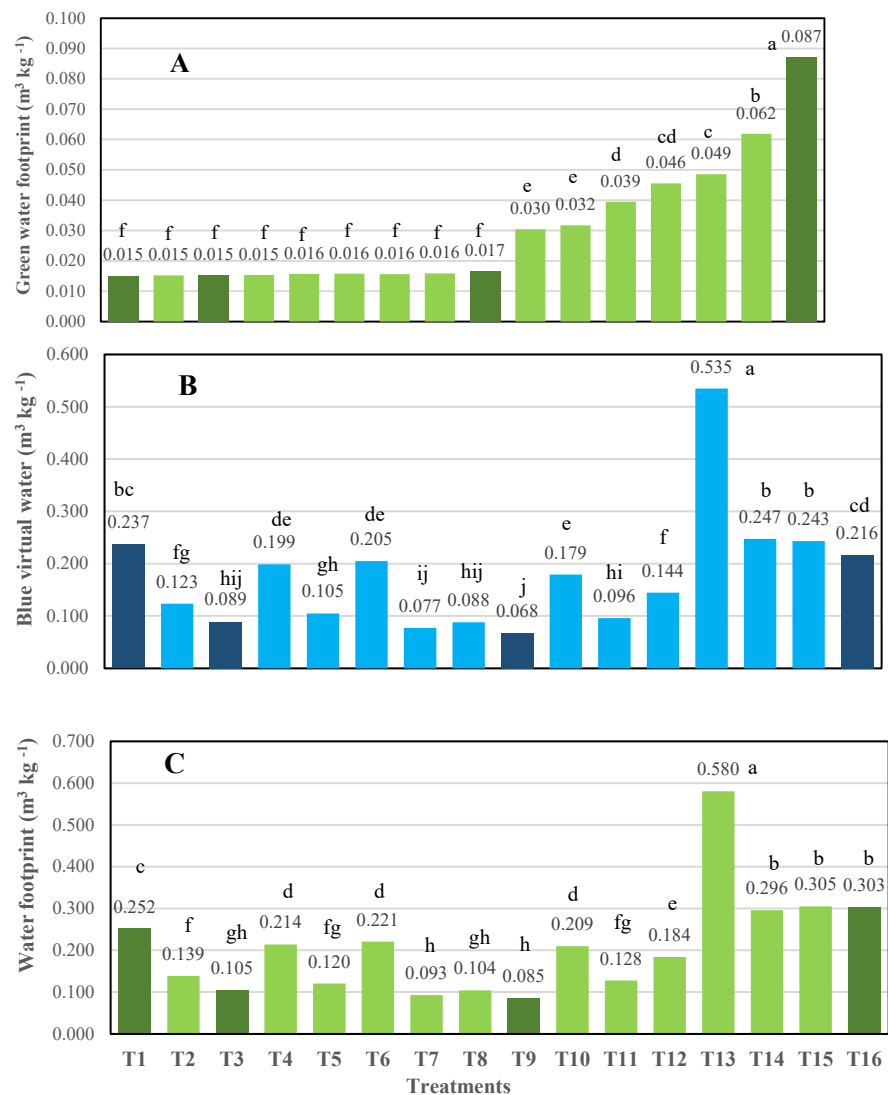 Green water footprint (m³ kg ⁻¹)
0.100
0.090
0.080
0.070
0.060
0.050
0.040
0.030
0.020
0.010
0.000
A
f f f f f f f f f e e d cd c b a
0.015 0.015 0.015 0.015 0.016 0.016 0.016 0.016 0.017 0.030 0.032 0.039 0.046 0.049 0.062 0.087
Blue virtual water (m³ kg ⁻¹)
0.600
0.500
0.400
0.300
0.200
0.100
0.000
B
bc fg hij de gh de ij hij j e hi f a b b cd
0.237 0.123 0.089 0.199 0.105 0.205 0.077 0.088 0.068 0.179 0.096 0.144 0.535 0.247 0.243 0.216
Water footprint (m³ kg ⁻¹)
0.700
0.600
0.500
0.400
0.300
0.200
0.100
0.000
C
c f gh d fg d h gh h d fg e a b b b
0.252 0.139 0.105 0.214 0.120 0.221 0.093 0.104 0.085 0.209 0.128 0.184 0.580 0.296 0.305 0.303
T1 T2 T3 T4 T5 T6 T7 T8 T9 T10 T11 T12 T13 T14 T15 T16
Treatments